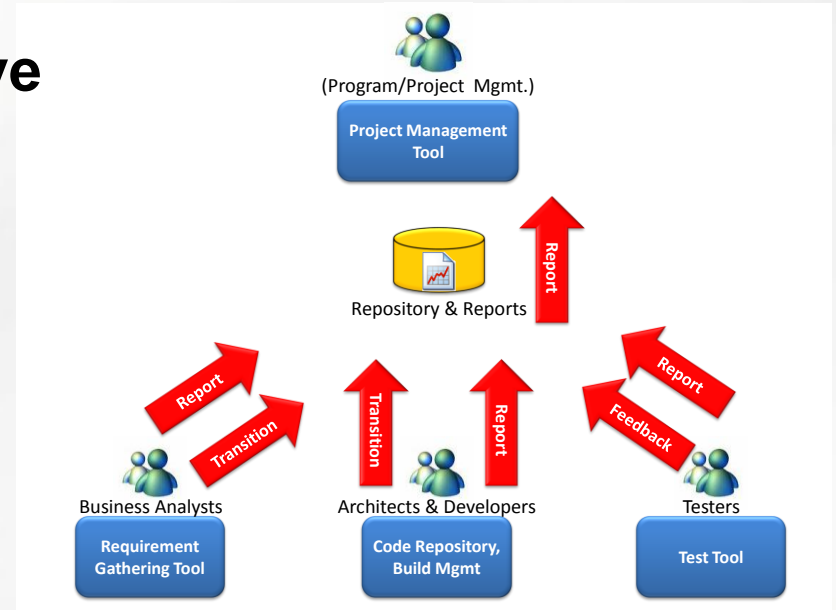 ve
(Program/Project Mgmt.)
Project Management
Tool
Report
Repository & Reports
Report
Transition
Transition
Report
Report
Feedback
Business Analysts
Architects & Developers
Testers
Requirement
Gathering Tool
Code Repository,
Build Mgmt
Test Tool